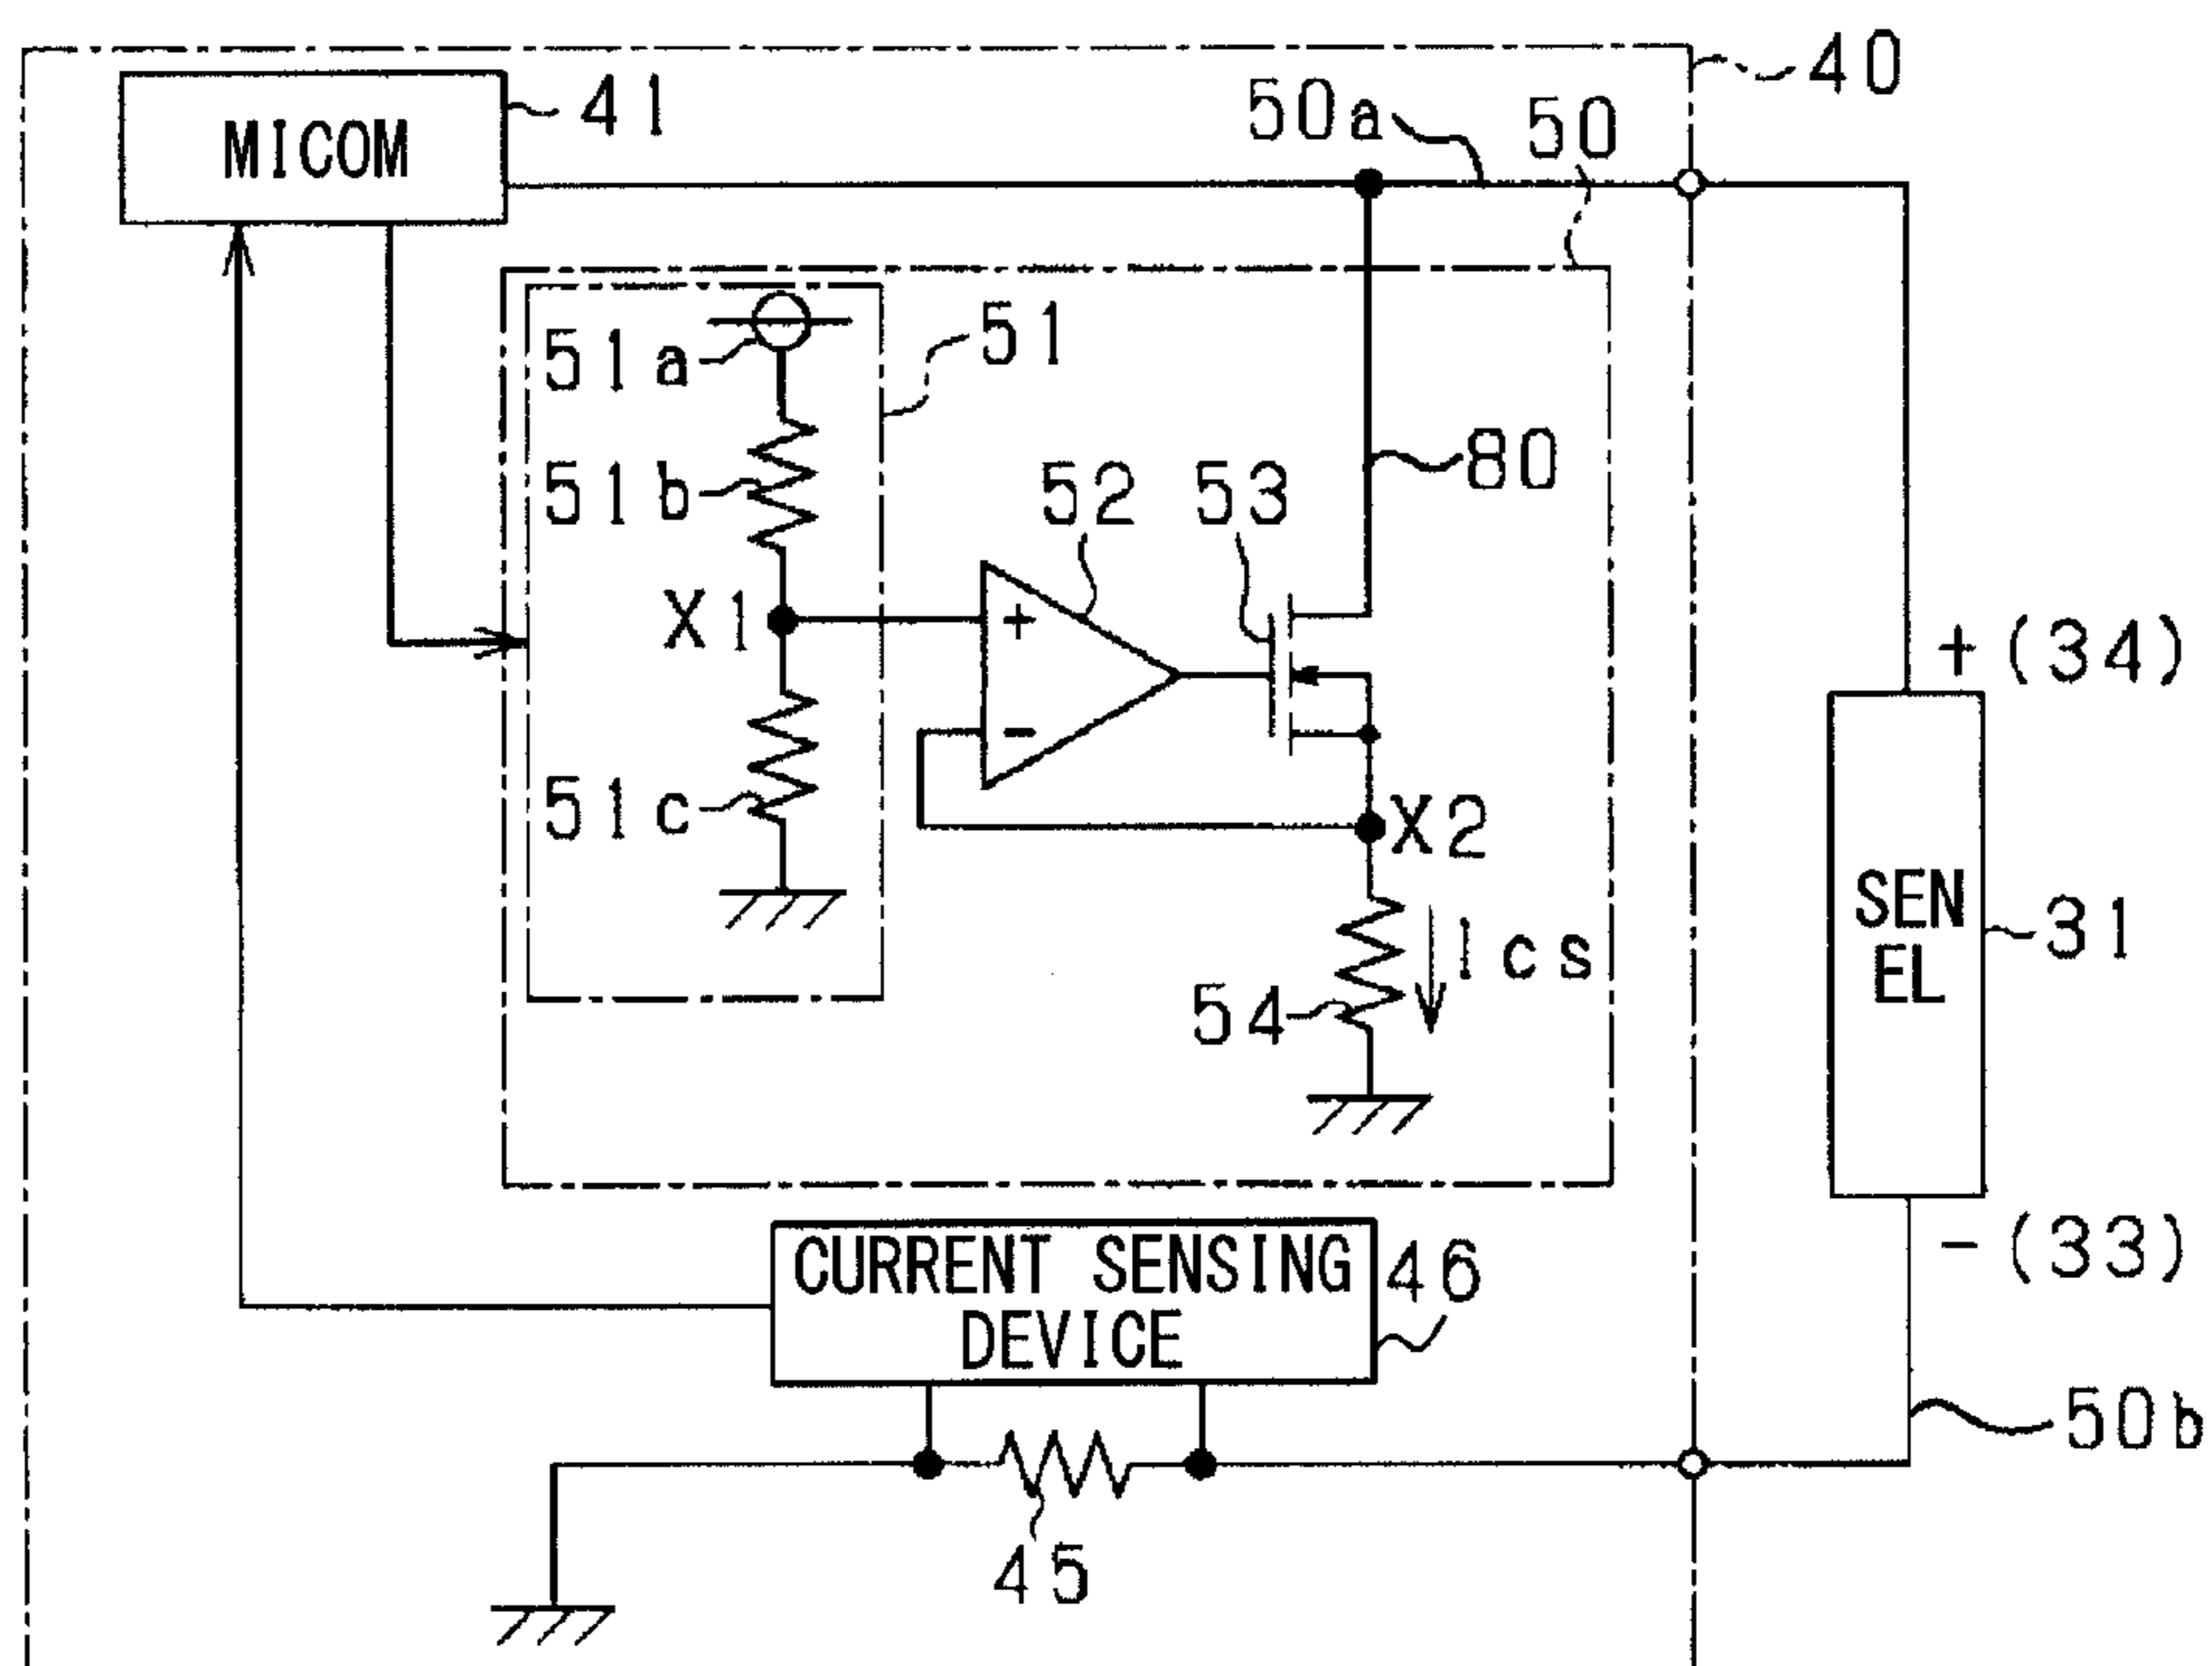 40
41
MICOM
50a
50
51a
51
51b
80
52
53
X1
+
+(34)
-
51c
X2
SEN
EL
31
Ics
54
-(33)
CURRENT SENSING
DEVICE
46
50b
45